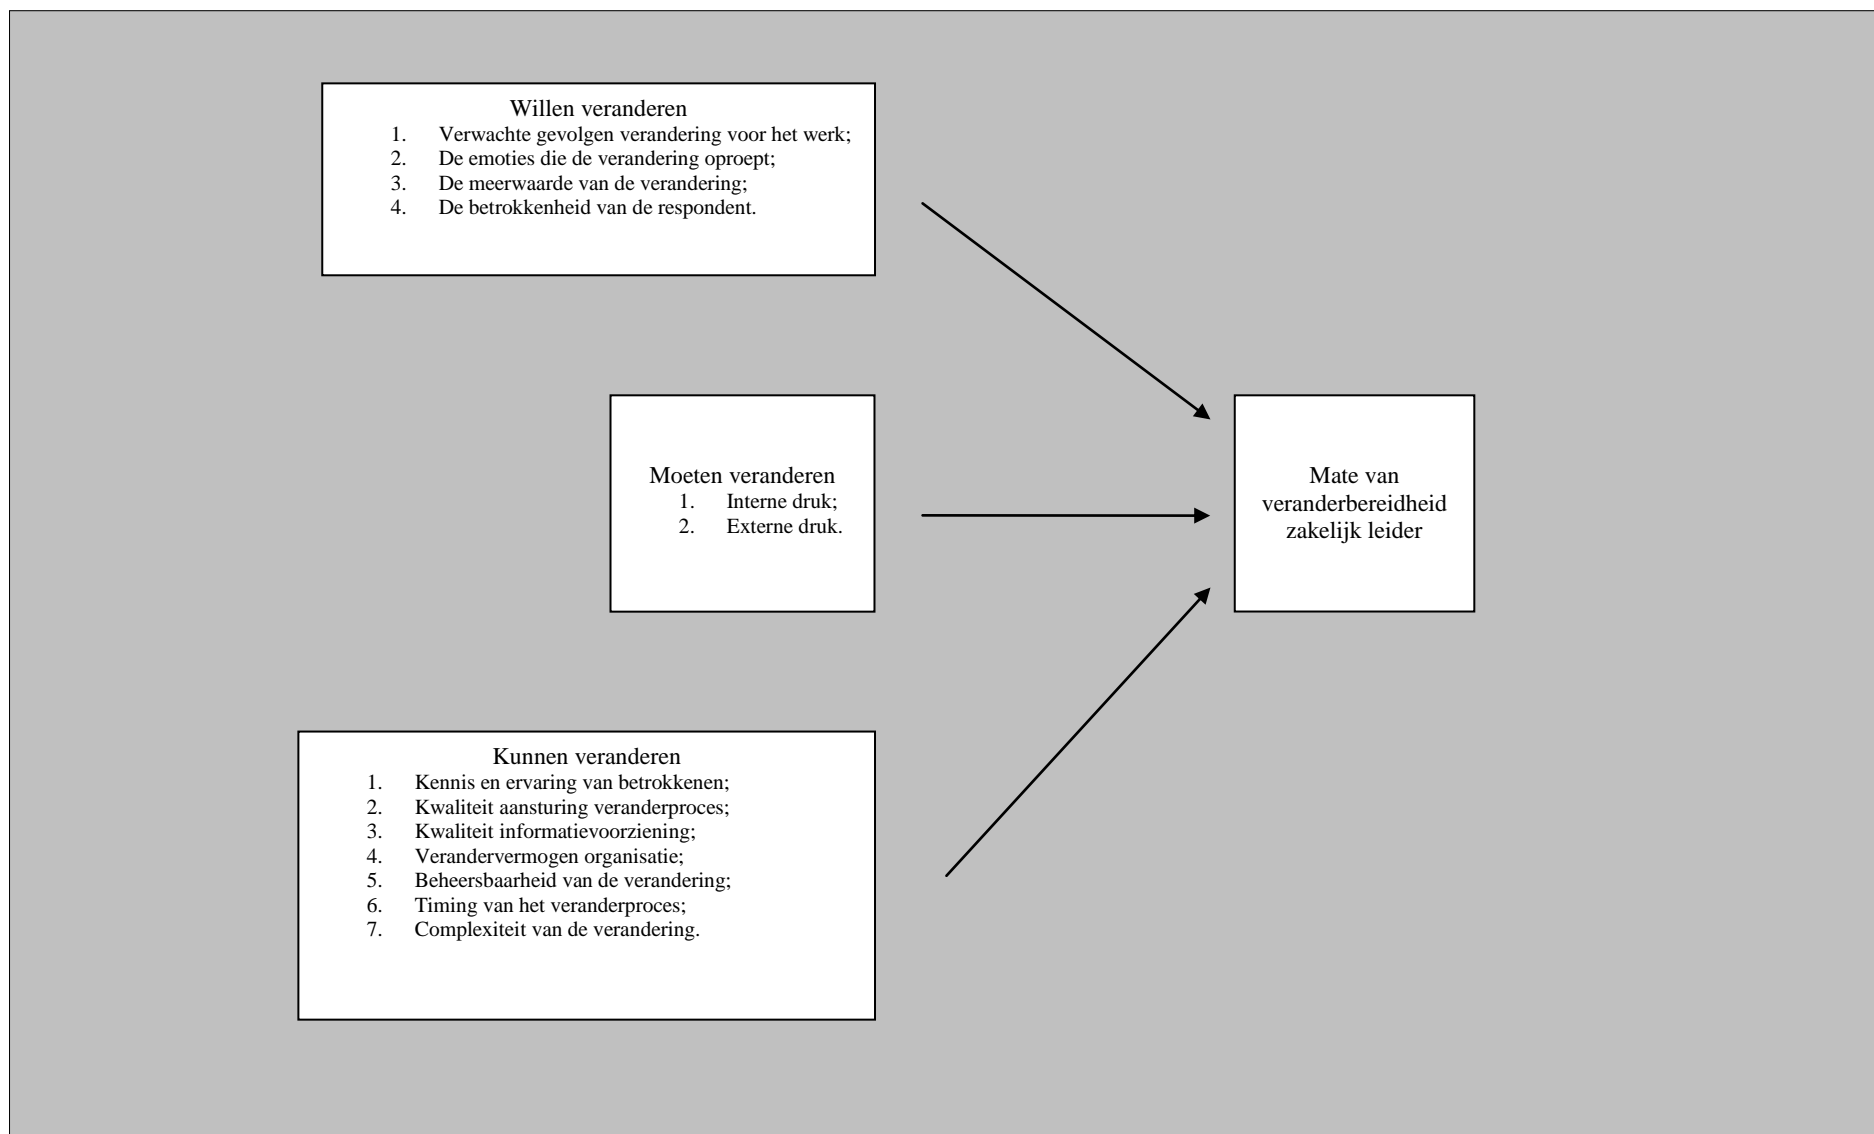 Willen veranderen
1. Verwachte gevolgen verandering voor het werk;
2. De emoties die de verandering oproept;
3. De meerwaarde van de verandering;
4. De betrokkenheid van de respondent.
Moeten veranderen
1. Interne druk;
2. Externe druk.
Mate van
veranderbereidheid
zakelijk leider
Kunnen veranderen
1. Kennis en ervaring van betrokkenen;
2. Kwaliteit aansturing veranderproces;
3. Kwaliteit informatievoorziening;
4. Verandervermogen organisatie;
5. Beheersbaarheid van de verandering;
6. Timing van het veranderproces;
7. Complexiteit van de verandering.